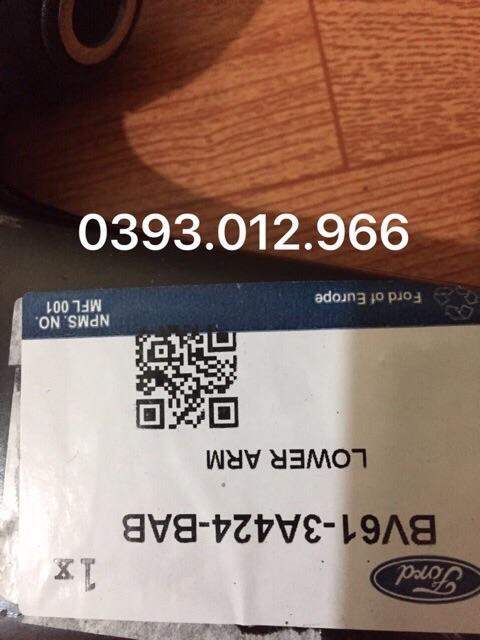 0393.012.966
Ford of Europe
NPMS. NO.
MFL 001
LOWER ARM
BV61-3A424-BAB
Ford
1x